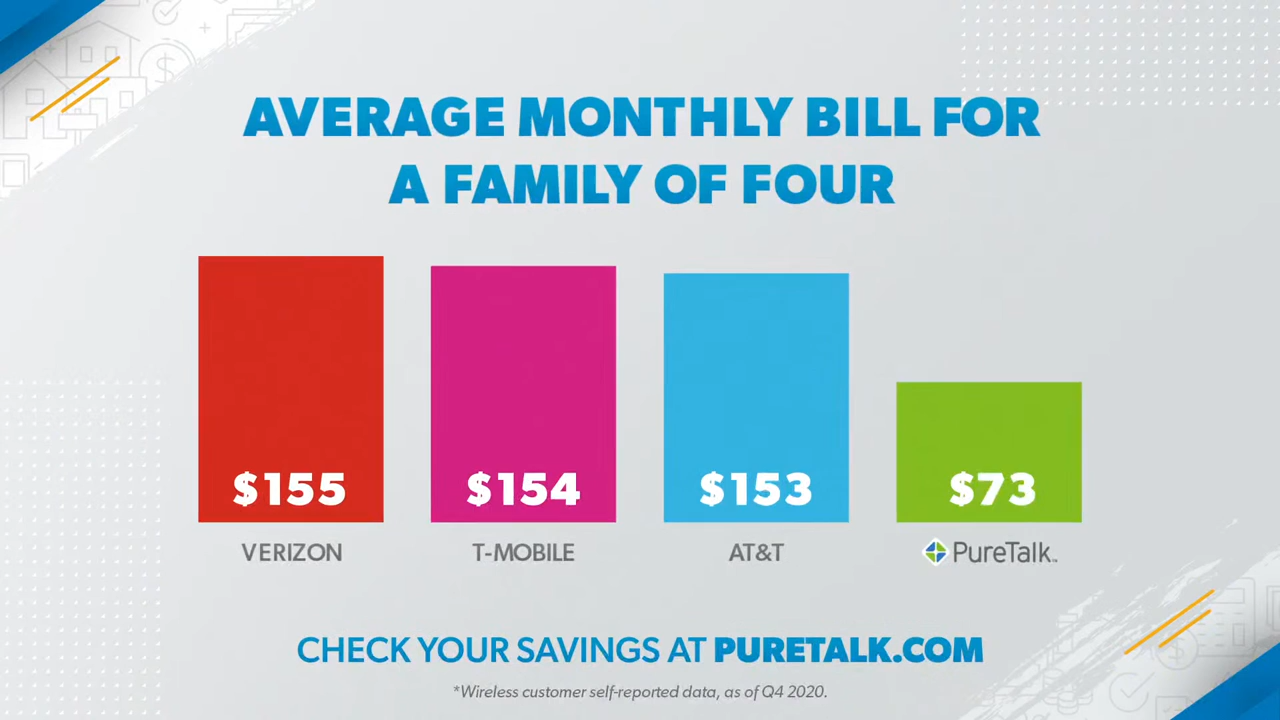 AVERAGE MONTHLY BILL FOR
A FAMILY OF FOUR
$155
$154
$153
$73
VERIZON
T-MOBILE
AT&T
PureTalk™
CHECK YOUR SAVINGS AT PURETALK.COM
*Wireless customer self-reported data, as of Q4 2020.